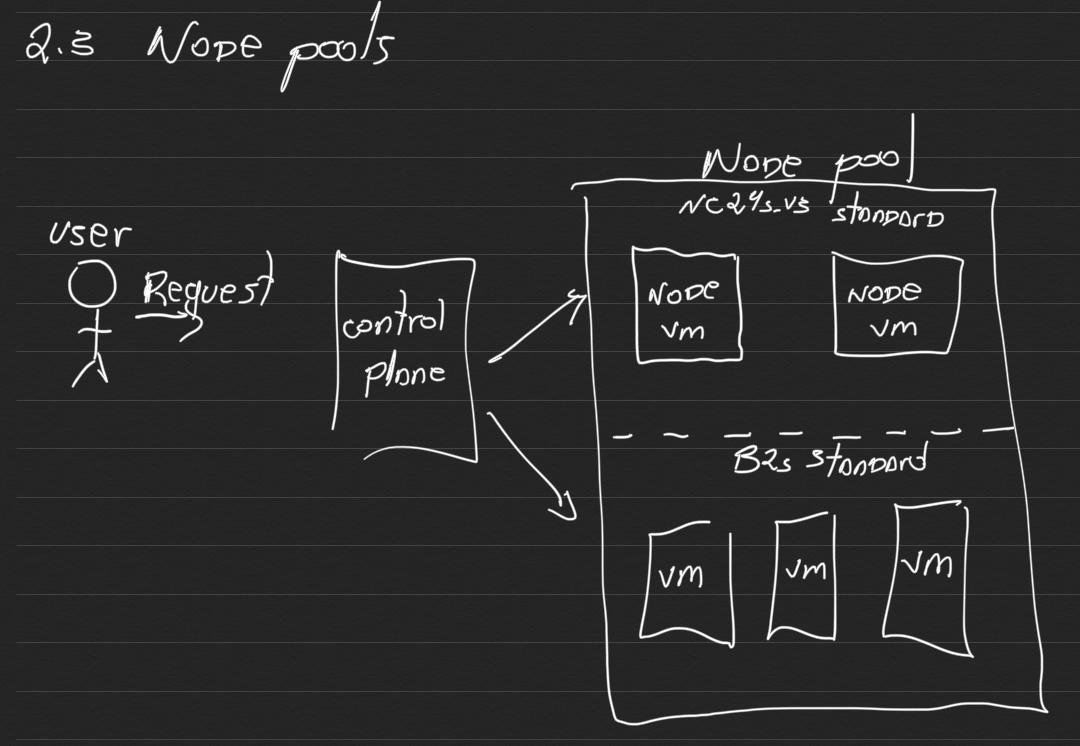 2.3 Node pools
Node pool
NC24s_v3 standard
user
Request
control
plane
Node
vm
Node
vm
B2s standard
vm
vm
vm